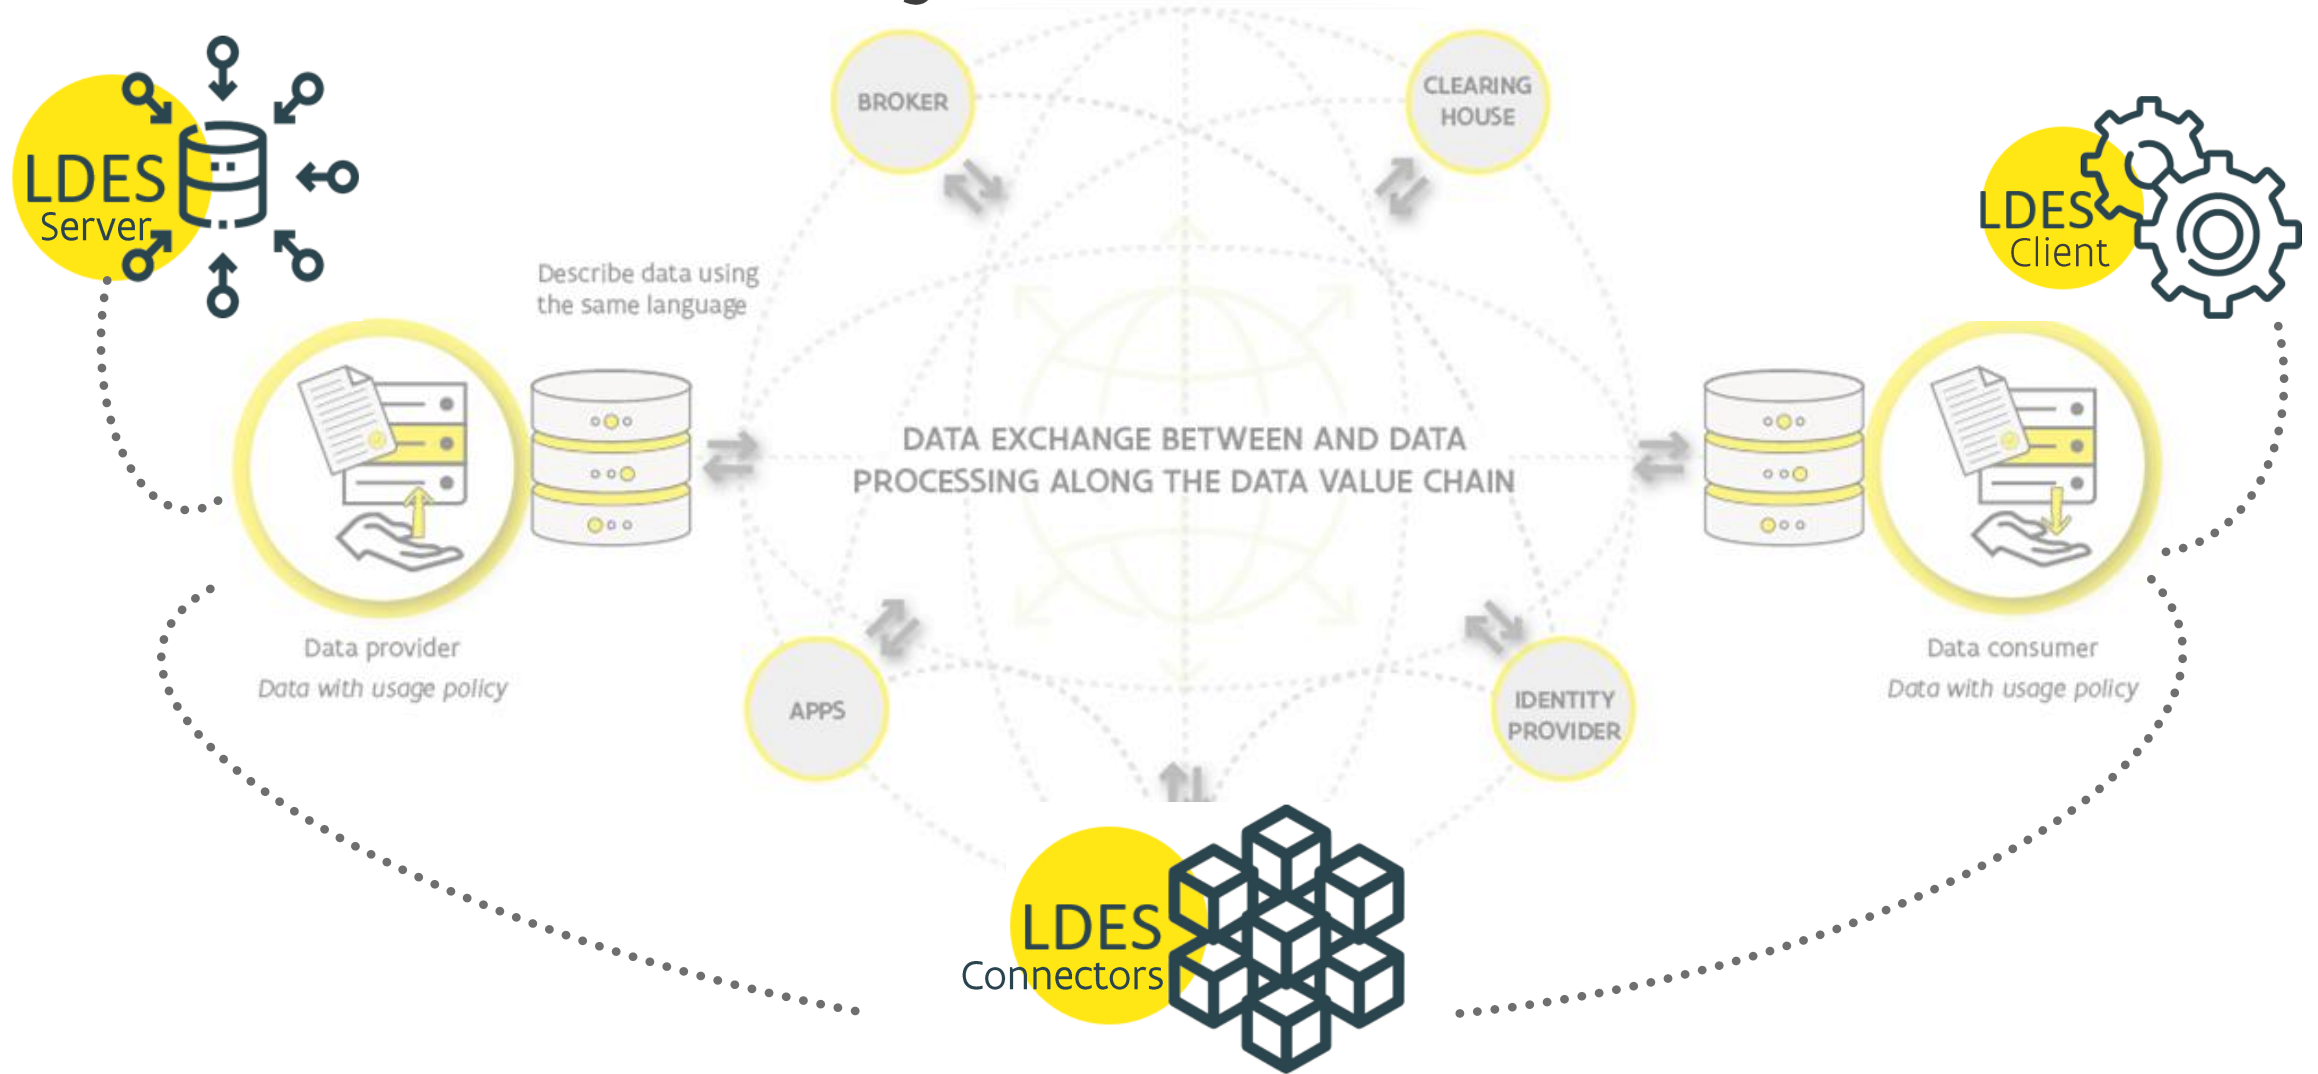 BROKER
CLEARING
HOUSE
LDES
Server
LDES
Client
Describe data using
the same language
DATA EXCHANGE BETWEEN AND DATA
PROCESSING ALONG THE DATA VALUE CHAIN
Data provider
Data with usage policy
Data consumer
Data with usage policy
APPS
IDENTITY
PROVIDER
LDES
Connectors